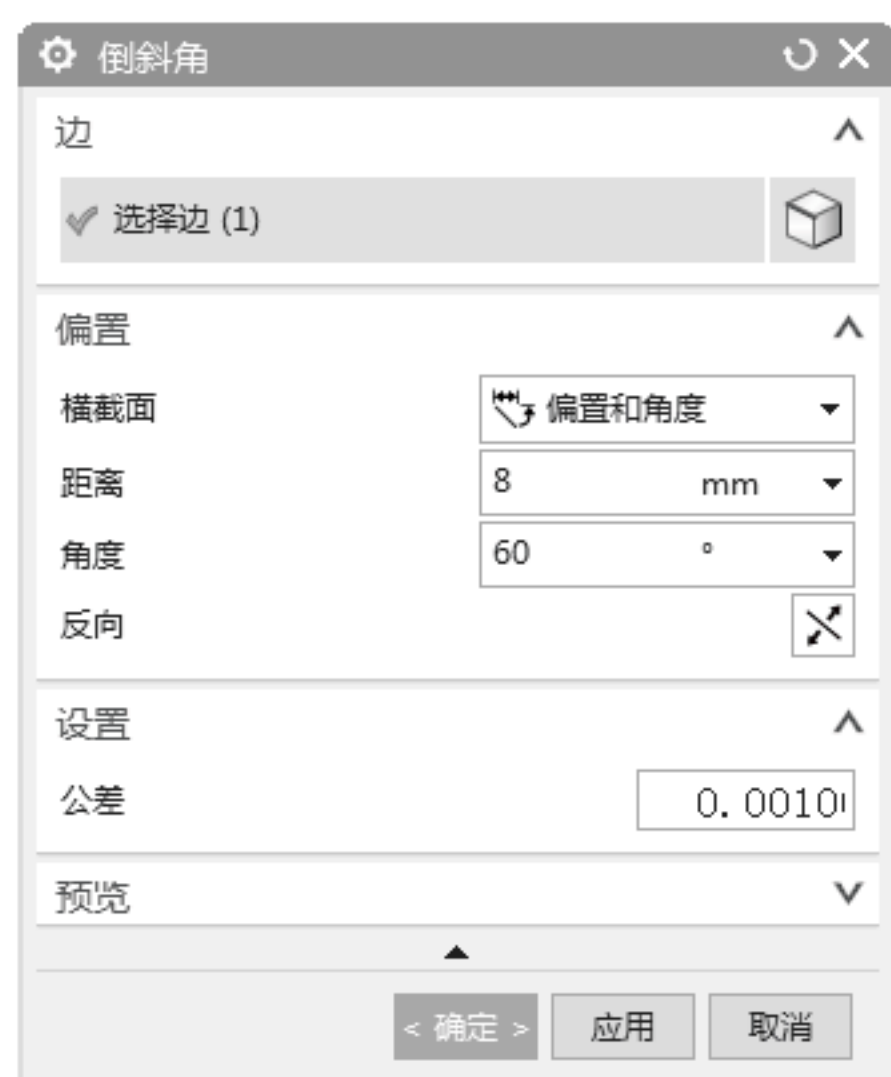 倒斜角
边
选择边 (1)
偏置
横截面 偏置和角度
距离 8 mm
角度 60 °
反向
设置
公差 0.0010
预览
< 确定 > 应用 取消